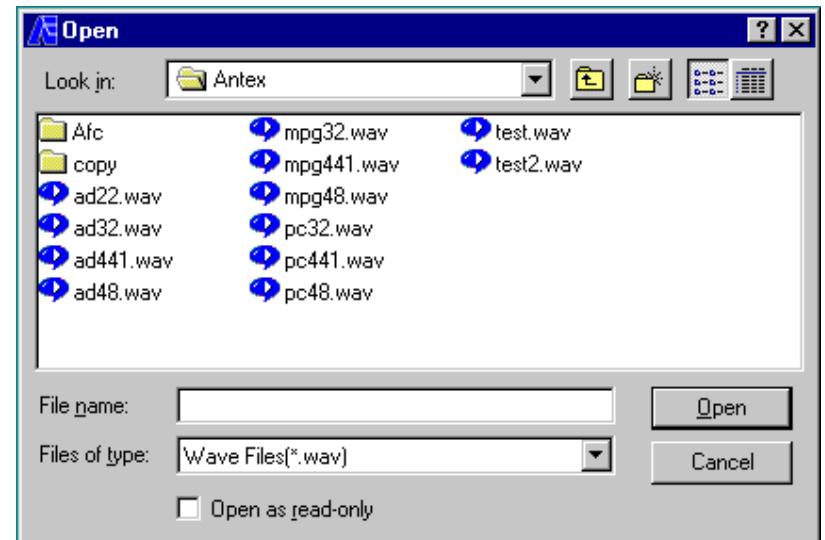 Open
Look in: Antex
Afc mpg32.wav test.wav
copy mpg441.wav test2.wav
ad22.wav mpg48.wav
ad32.wav pc32.wav
ad441.wav pc441.wav
ad48.wav pc48.wav
File name: Open
Files of type: Wave Files(*.wav) Cancel
Open as read-only